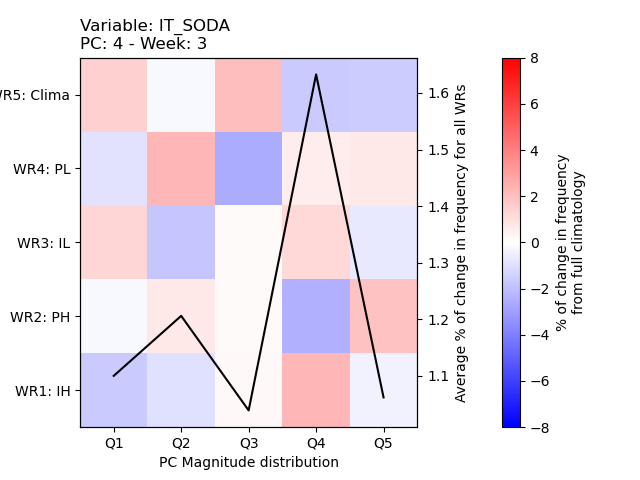 Variable: IT_SODA
PC: 4 - Week: 3
WR5: Clima
WR4: PL
WR3: IL
WR2: PH
WR1: IH
Q1 Q2 Q3 Q4 Q5
PC Magnitude distribution
1.6
1.5
1.4
1.3
1.2
1.1
Average % of change in frequency for all WRs
8
6
4
2
0
−2
−4
−6
−8
% of change in frequency
from full climatology